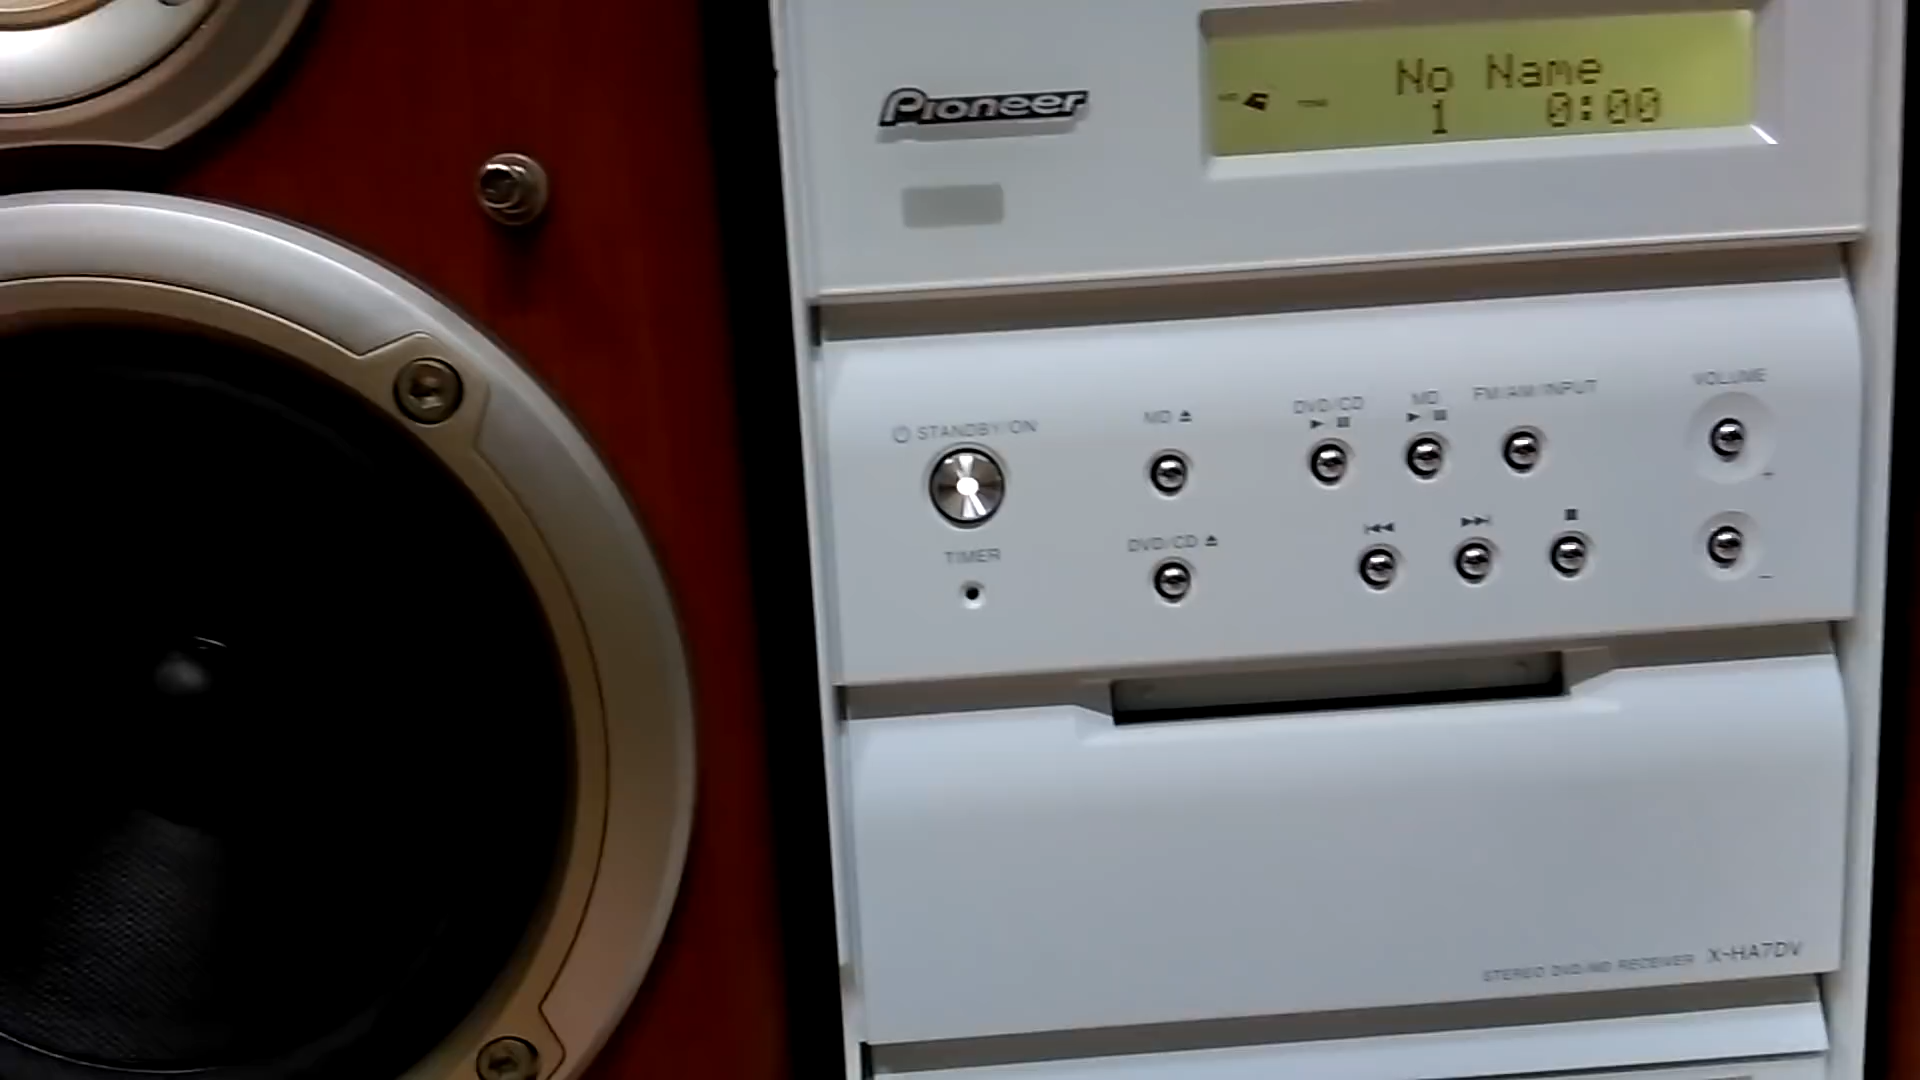 Pioneer
No Name
1 0:00
STANDBY/ON
TIMER
MD
DVD/CD
DVD/CD
MD
FM/AM/INPUT
VOLUME
+
–
STEREO DVD/MD RECEIVER X-HA7DV